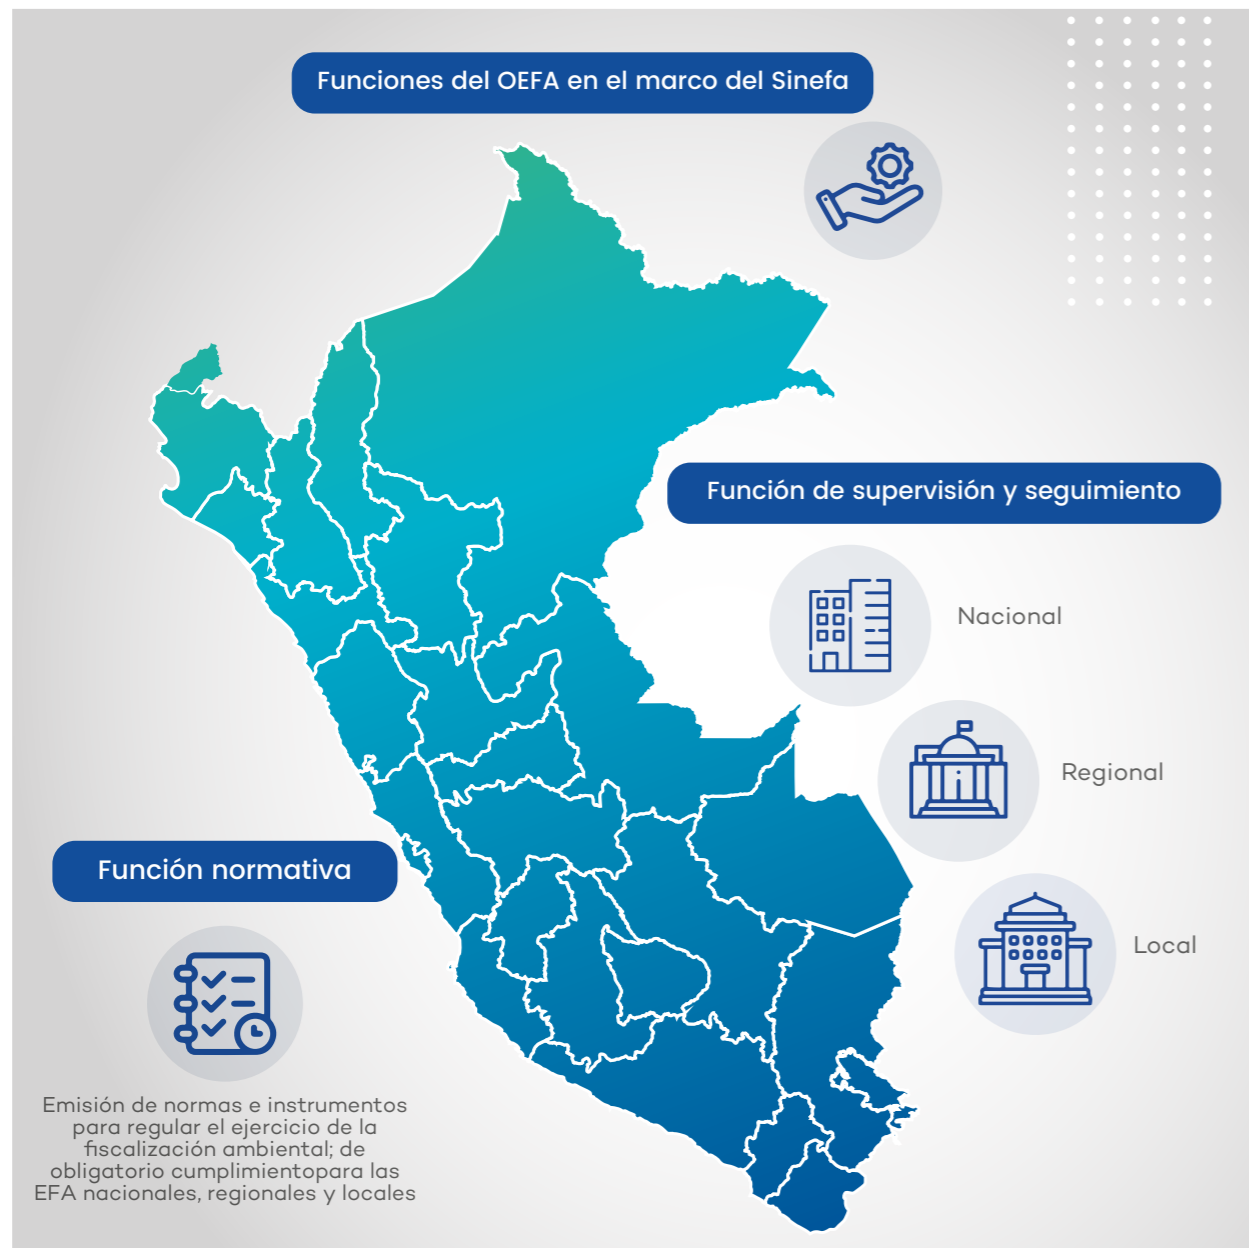 Funciones del OEFA en el marco del Sinefa
Función de supervisión y seguimiento
Nacional
Regional
Local
Función normativa
Emisión de normas e instrumentos
para regular el ejercicio de la
fiscalización ambiental; de
obligatorio cumplimientopara las
EFA nacionales, regionales y locales